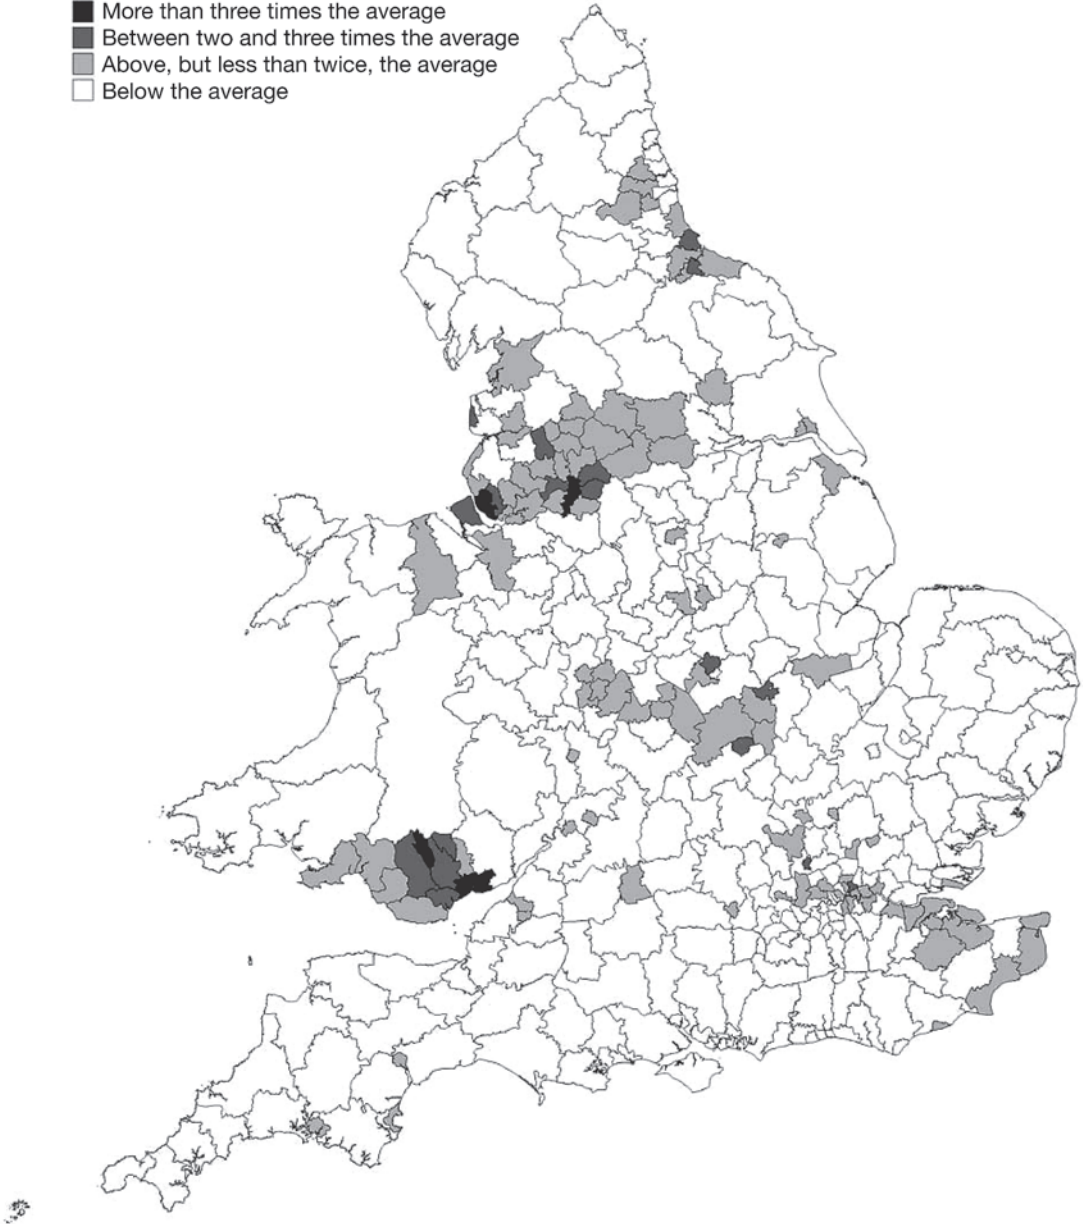 More than three times the average
Between two and three times the average
Above, but less than twice, the average
Below the average